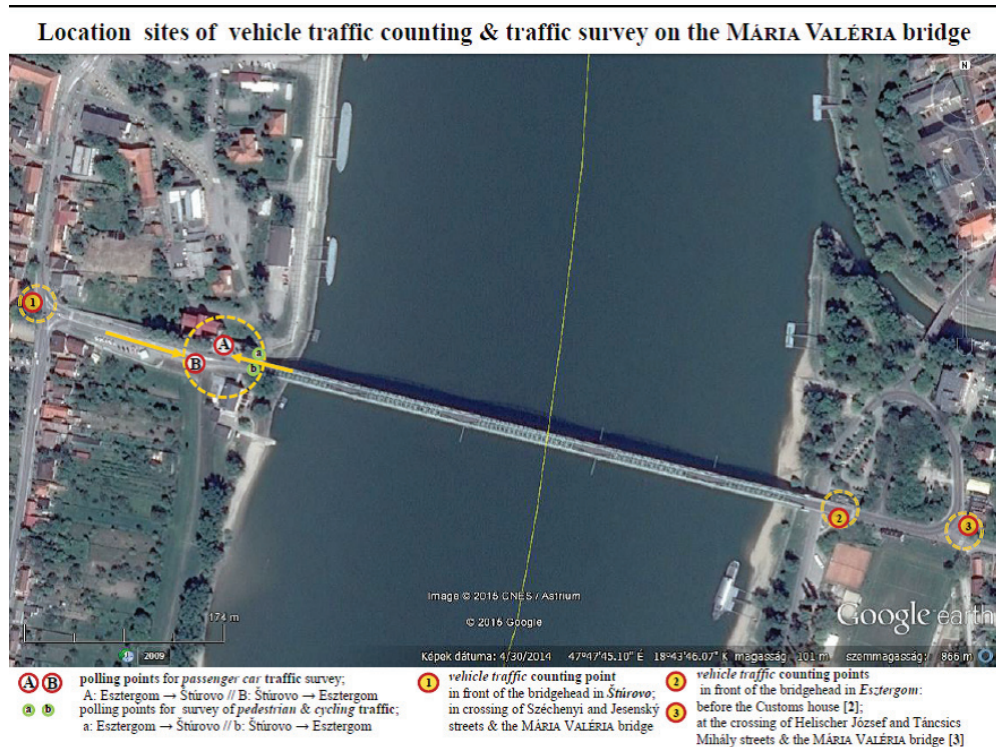 Location sites of vehicle traffic counting & traffic survey on the MÁRIA VALÉRIA bridge
N
1
A
B
a
b
2
3
Image © 2015 CNES / Astrium
© 2015 Google
Google earth
174 m
2009
Képek dátuma: 4/30/2014 47°47'45.10" É 18°43'46.07" K magasság: 101 m szemmagasság: 866 m
A B polling points for passenger car traffic survey;
A: Esztergom → Štúrovo // B: Štúrovo → Esztergom
a b polling points for survey of pedestrian & cycling traffic;
a: Esztergom → Štúrovo // b: Štúrovo → Esztergom
1 vehicle traffic counting point
in front of the bridgehead in Štúrovo;
in crossing of Széchenyi and Jesenský
streets & the MÁRIA VALÉRIA bridge
2 vehicle traffic counting points
in front of the bridgehead in Esztergom:
before the Customs house [2];
3 at the crossing of Helischer József and Táncsics
Mihály streets & the MÁRIA VALÉRIA bridge [3]